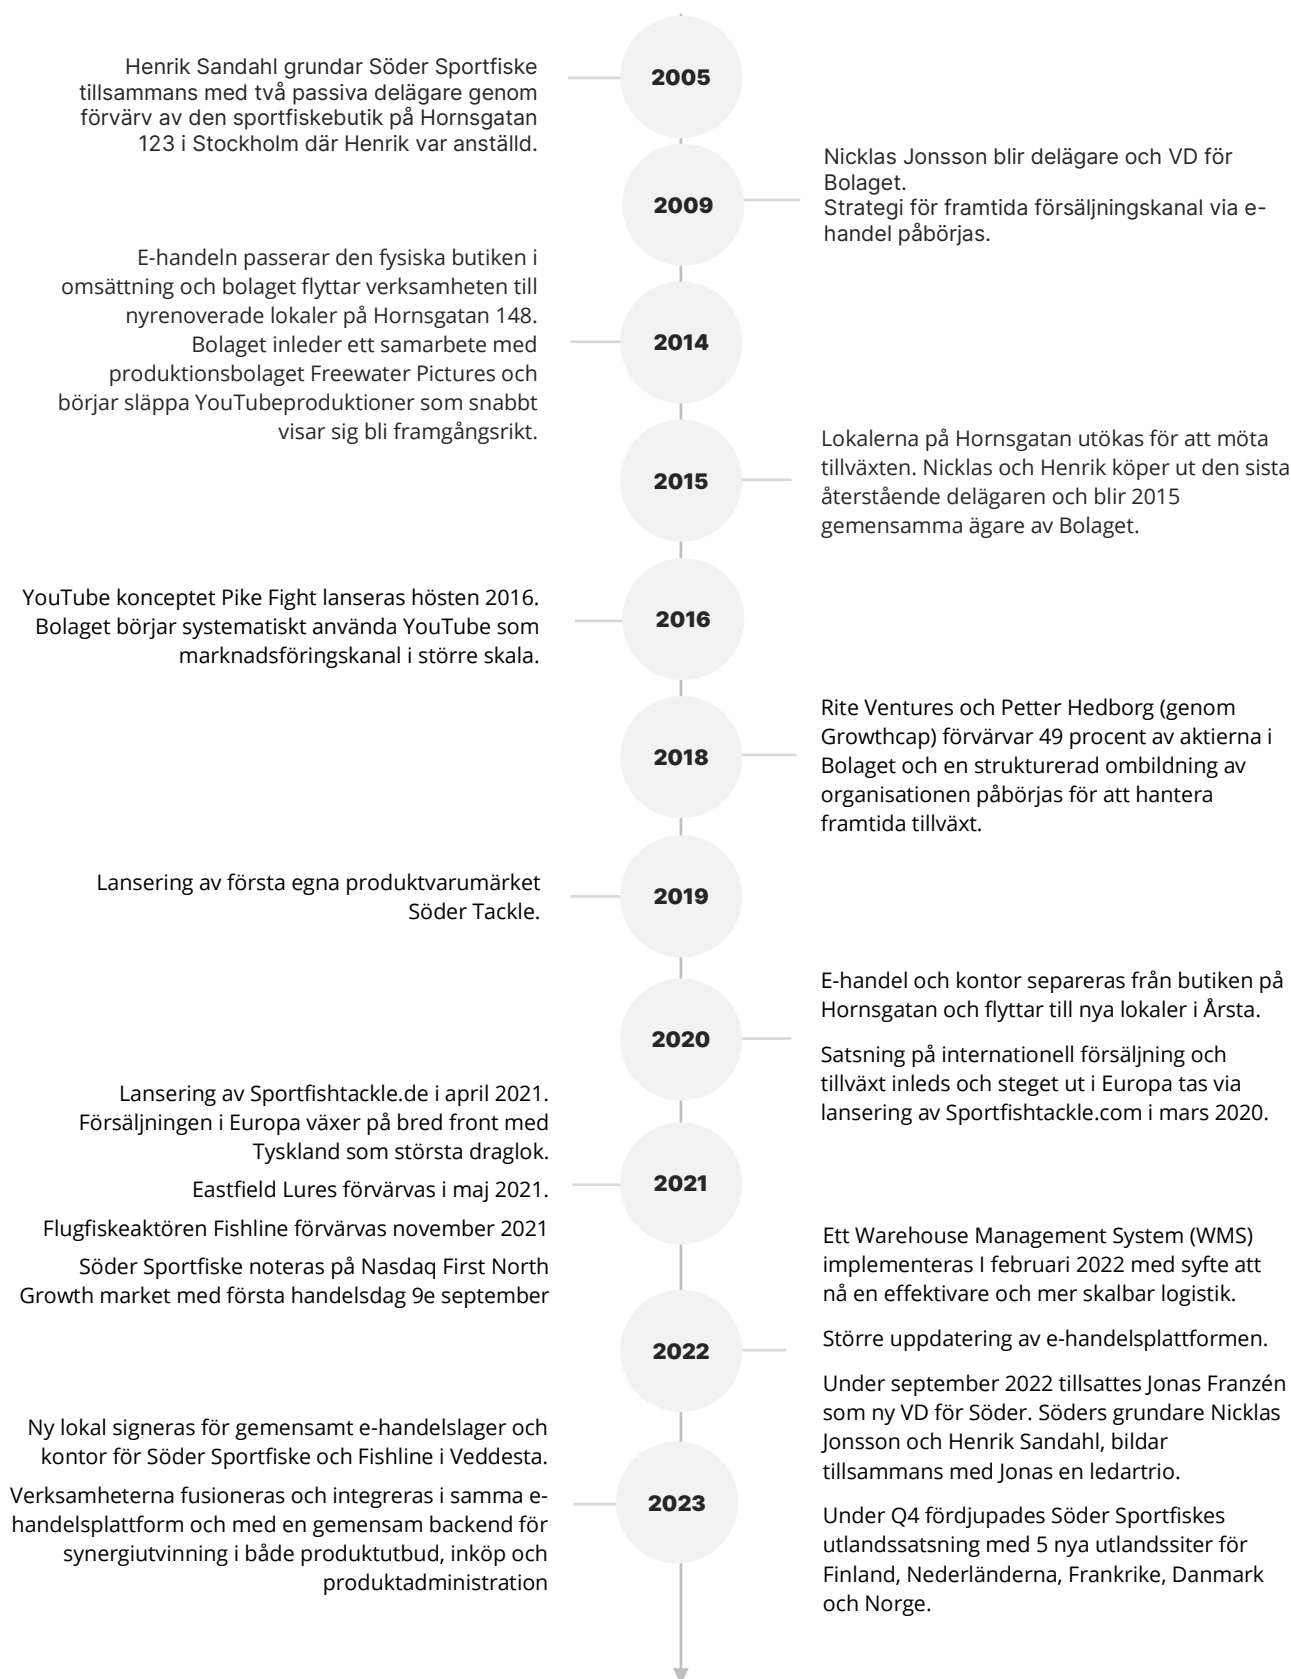 2005
Henrik Sandahl grundar Söder Sportfiske
tillsammans med två passiva delägare genom
förvärv av den sportfiskebutik på Hornsgatan
123 i Stockholm där Henrik var anställd.
2009
Nicklas Jonsson blir delägare och VD för
Bolaget.
Strategi för framtida försäljningskanal via e-
handel påbörjas.
2014
E-handeln passerar den fysiska butiken i
omsättning och bolaget flyttar verksamheten till
nyrenoverade lokaler på Hornsgatan 148.
Bolaget inleder ett samarbete med
produktionsbolaget Freewater Pictures och
börjar släppa YouTubeproduktioner som snabbt
visar sig bli framgångsrikt.
2015
Lokalerna på Hornsgatan utökas för att möta
tillväxten. Nicklas och Henrik köper ut den sista
återstående delägaren och blir 2015
gemensamma ägare av Bolaget.
2016
YouTube konceptet Pike Fight lanseras hösten 2016.
Bolaget börjar systematiskt använda YouTube som
marknadsföringskanal i större skala.
2018
Rite Ventures och Petter Hedborg (genom
Growthcap) förvärvar 49 procent av aktierna i
Bolaget och en strukturerad ombildning av
organisationen påbörjas för att hantera
framtida tillväxt.
2019
Lansering av första egna produktvarumärket
Söder Tackle.
2020
E-handel och kontor separeras från butiken på
Hornsgatan och flyttar till nya lokaler i Årsta.
Satsning på internationell försäljning och
tillväxt inleds och steget ut i Europa tas via
lansering av Sportfishtackle.com i mars 2020.
2021
Lansering av Sportfishtackle.de i april 2021.
Försäljningen i Europa växer på bred front med
Tyskland som största draglok.
Eastfield Lures förvärvas i maj 2021.
Flugfiskeaktören Fishline förvärvas november 2021
Söder Sportfiske noteras på Nasdaq First North
Growth market med första handelsdag 9e september
2022
Ett Warehouse Management System (WMS)
implementeras I februari 2022 med syfte att
nå en effektivare och mer skalbar logistik.
Större uppdatering av e-handelsplattformen.
Under september 2022 tillsattes Jonas Franzén
som ny VD för Söder. Söders grundare Nicklas
Jonsson och Henrik Sandahl, bildar
tillsammans med Jonas en ledartrio.
Under Q4 fördjupades Söder Sportfiskes
utlandssatsning med 5 nya utlandssiter för
Finland, Nederländerna, Frankrike, Danmark
och Norge.
2023
Ny lokal signeras för gemensamt e-handelslager och
kontor för Söder Sportfiske och Fishline i Veddesta.
Verksamheterna fusioneras och integreras i samma e-
handelsplattform och med en gemensam backend för
synergiutvinning i både produktutbud, inköp och
produktadministration